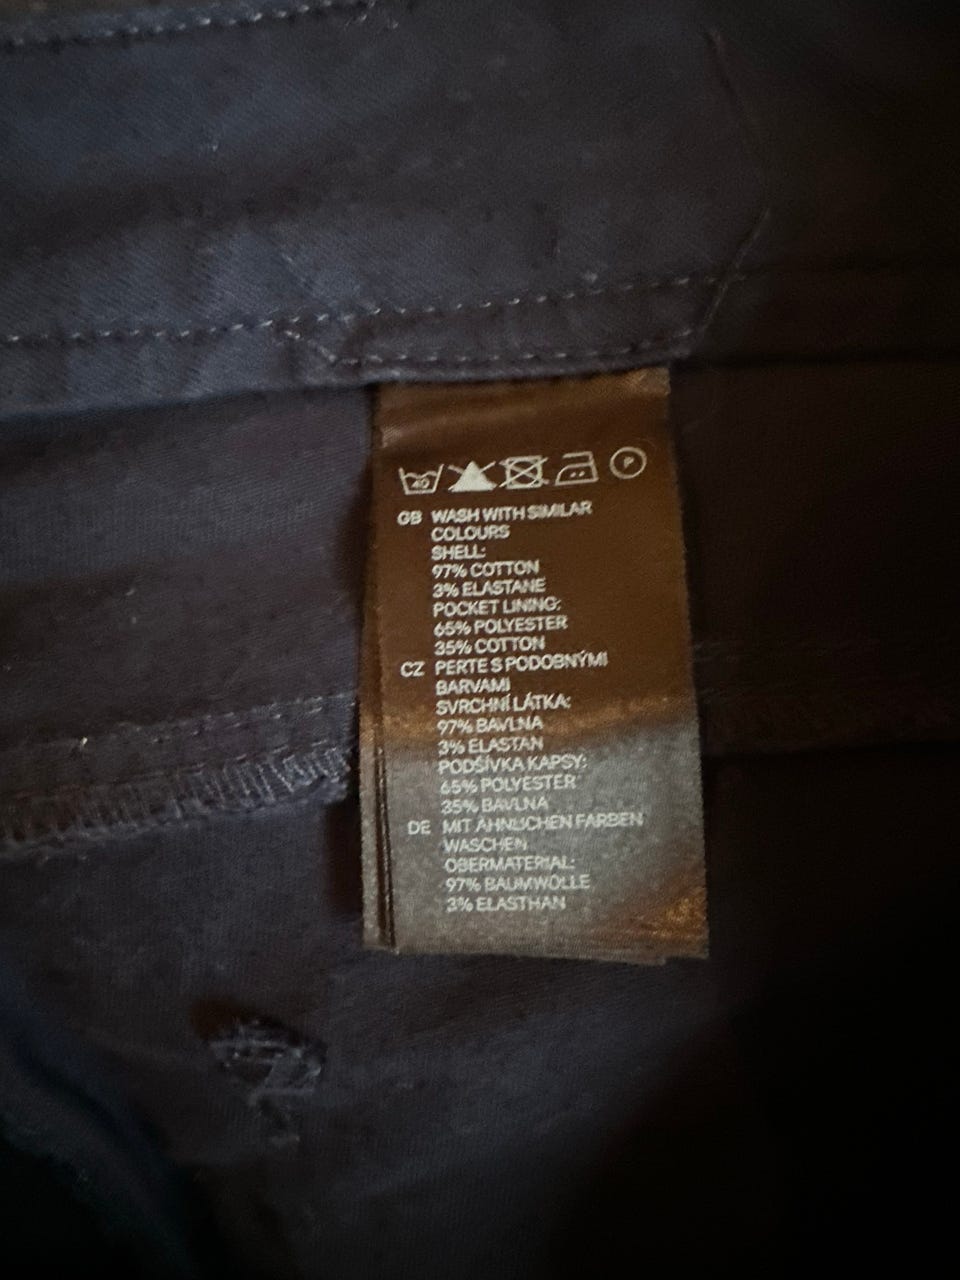 40 P
GB WASH WITH SIMILAR
COLOURS
SHELL:
97% COTTON
3% ELASTANE
POCKET LINING:
65% POLYESTER
35% COTTON
CZ PERTE S PODOBNÝMI
BARVAMI
SVRCHNÍ LÁTKA:
97% BAVLNA
3% ELASTAN
PODŠÍVKA KAPSY:
65% POLYESTER
35% BAVLNA
DE MIT ÄHNLICHEN FARBEN
WASCHEN
OBERMATERIAL:
97% BAUMWOLLE
3% ELASTHAN